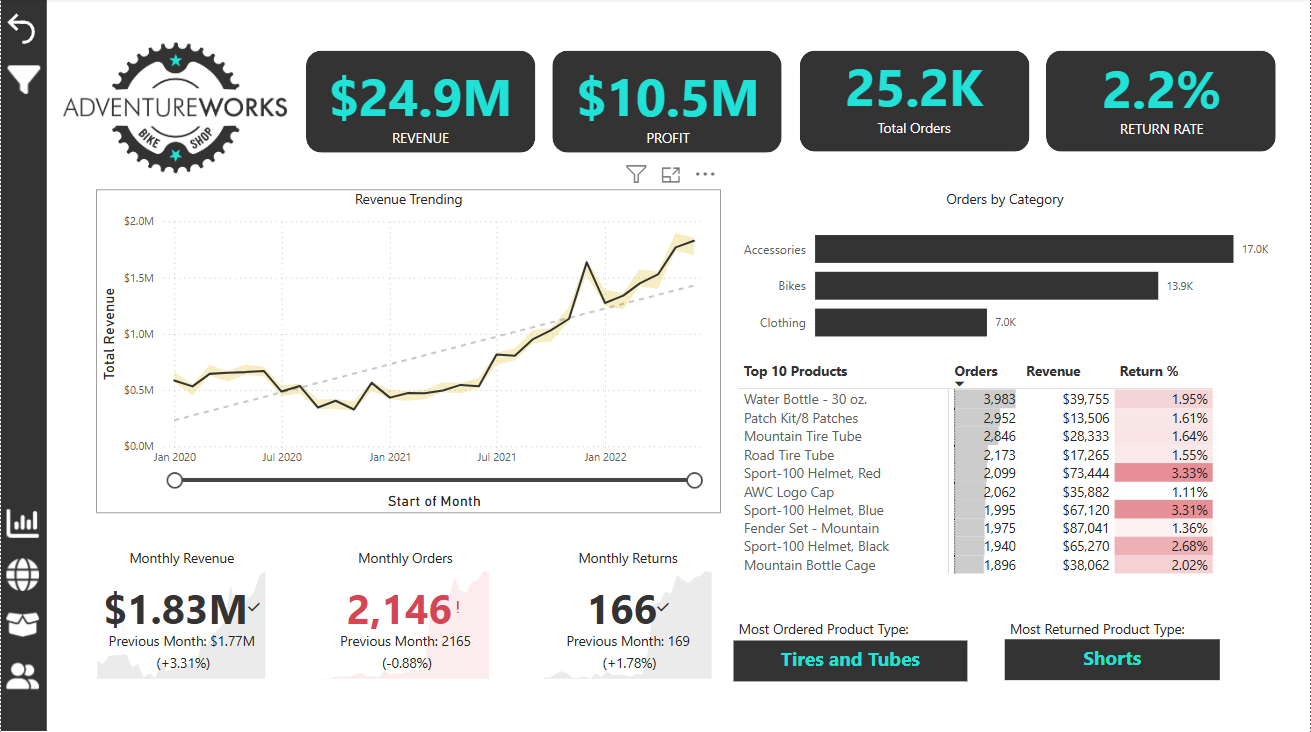 ADVENTUREWORKS
BIKE SHOP
$24.9M
REVENUE
$10.5M
PROFIT
25.2K
Total Orders
2.2%
RETURN RATE
Revenue Trending
Total Revenue
$2.0M
$1.5M
$1.0M
$0.5M
$0.0M
Jan 2020 Jul 2020 Jan 2021 Jul 2021 Jan 2022
Start of Month
Orders by Category
Accessories 17.0K
Bikes 13.9K
Clothing 7.0K
Top 10 Products Orders Revenue Return %
Water Bottle - 30 oz. 3,983 $39,755 1.95%
Patch Kit/8 Patches 2,952 $13,506 1.61%
Mountain Tire Tube 2,846 $28,333 1.64%
Road Tire Tube 2,173 $17,265 1.55%
Sport-100 Helmet, Red 2,099 $73,444 3.33%
AWC Logo Cap 2,062 $35,882 1.11%
Sport-100 Helmet, Blue 1,995 $67,120 3.31%
Fender Set - Mountain 1,975 $87,041 1.36%
Sport-100 Helmet, Black 1,940 $65,270 2.68%
Mountain Bottle Cage 1,896 $38,062 2.02%
Monthly Revenue
$1.83M
Previous Month: $1.77M
(+3.31%)
Monthly Orders
2,146!
Previous Month: 2165
(-0.88%)
Monthly Returns
166
Previous Month: 169
(+1.78%)
Most Ordered Product Type:
Tires and Tubes
Most Returned Product Type:
Shorts